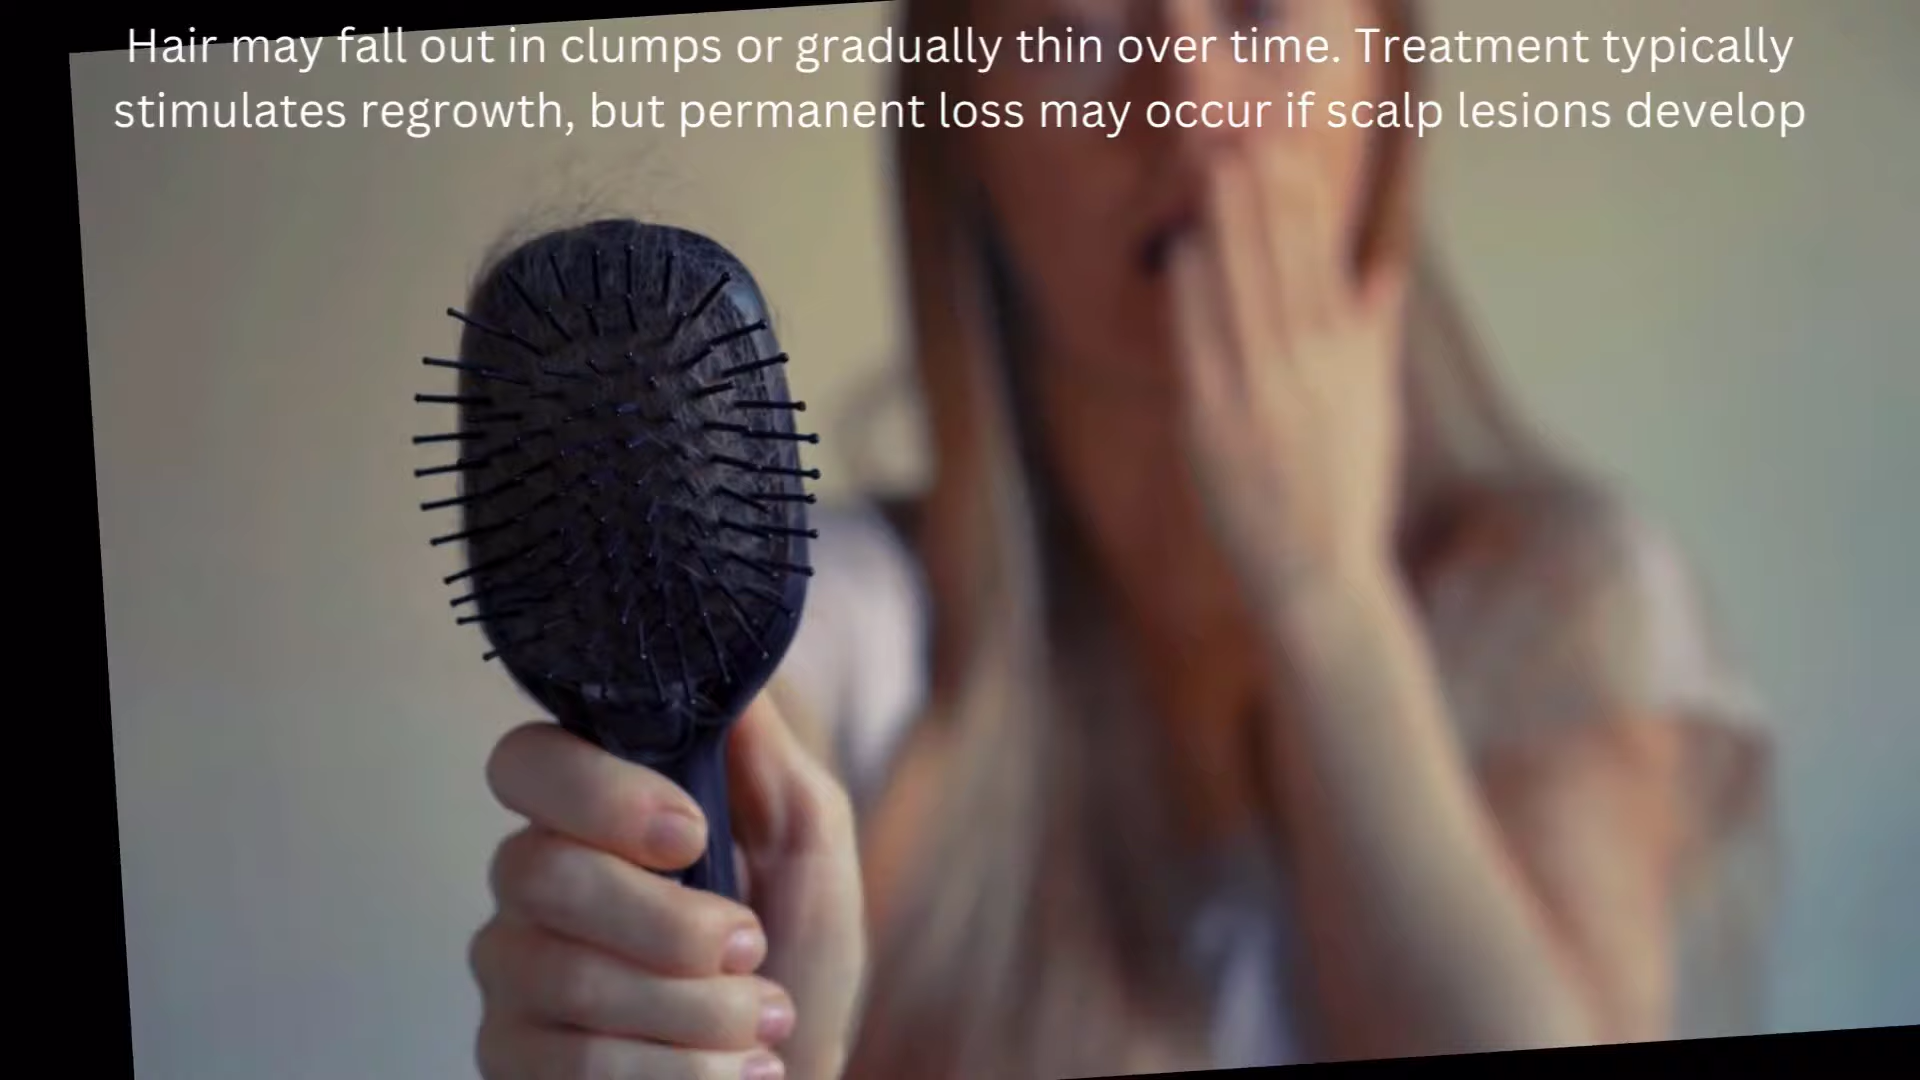 Hair may fall out in clumps or gradually thin over time. Treatment typically
stimulates regrowth, but permanent loss may occur if scalp lesions develop